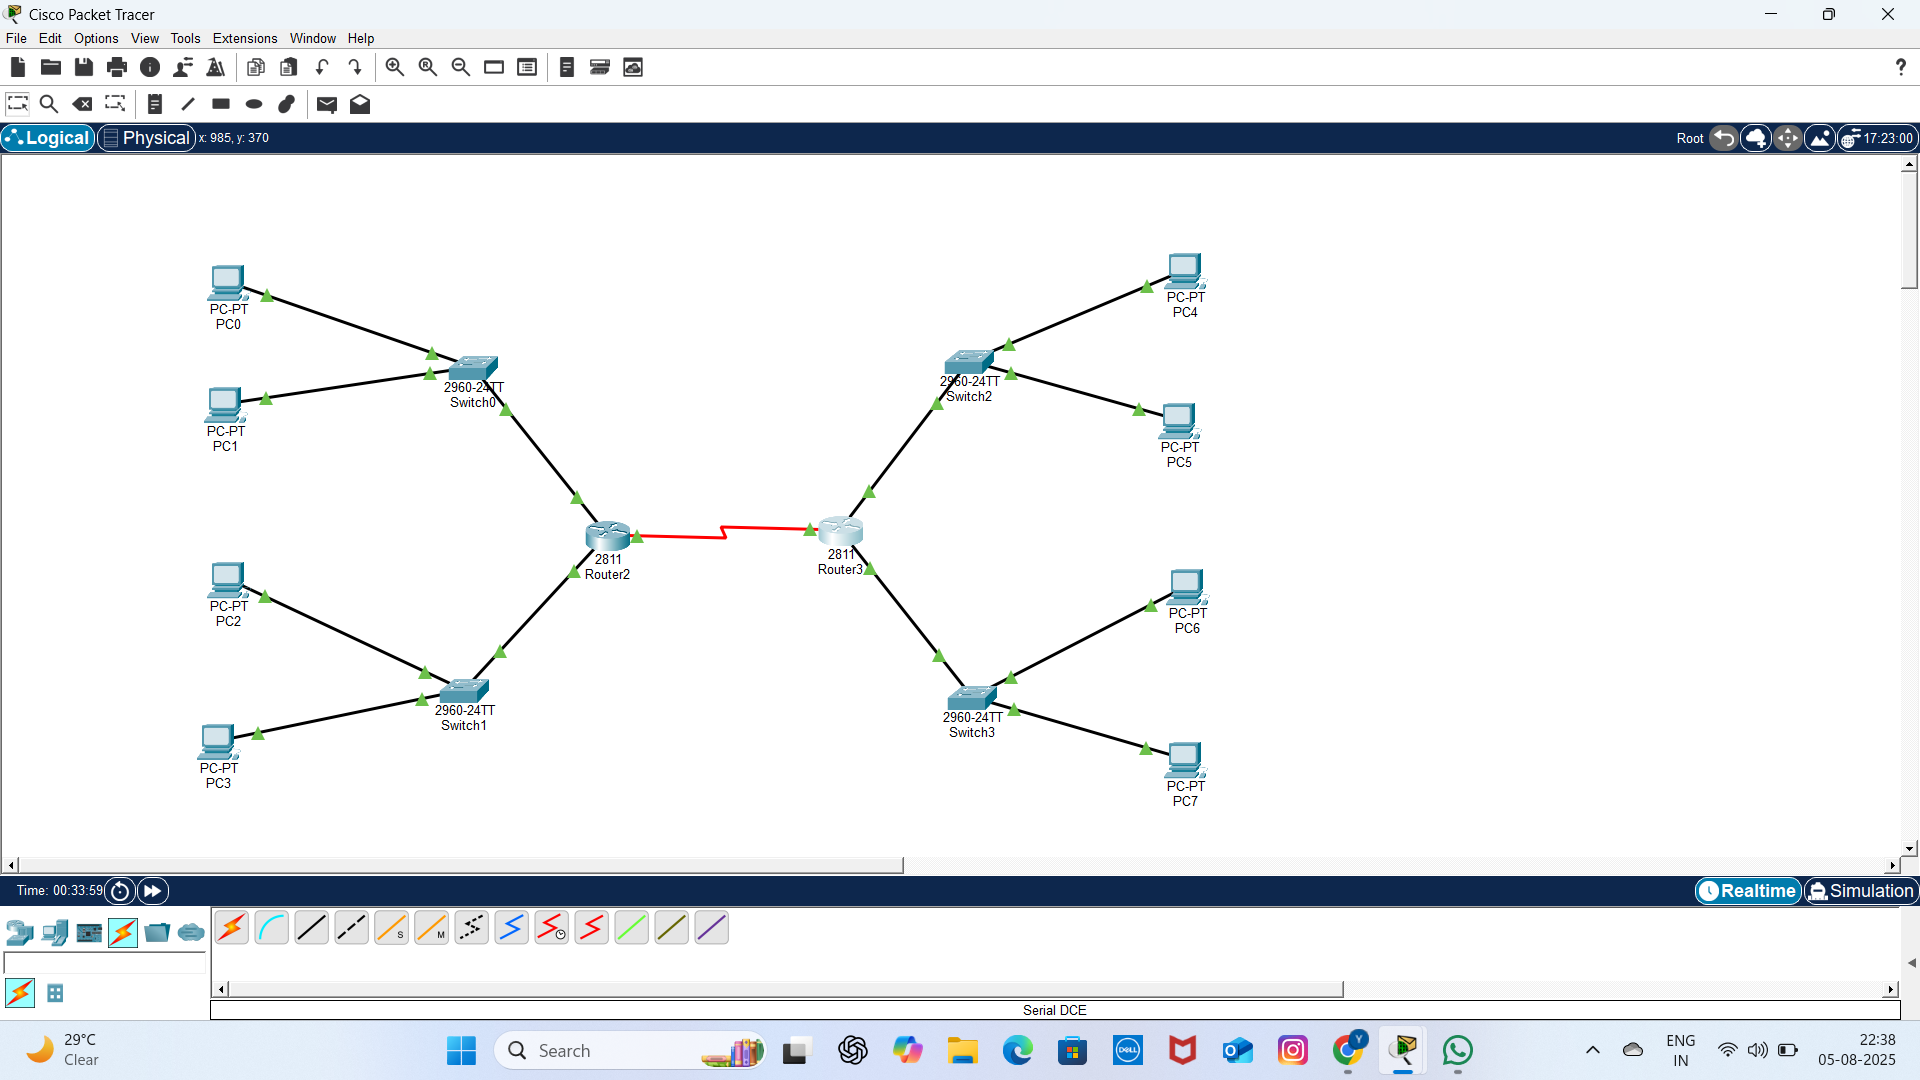 Cisco Packet Tracer
File Edit Options View Tools Extensions Window Help
?
Logical Physical x: 985, y: 370 Root 17:23:00
PC-PT
PC0
PC-PT
PC1
2960-24TT
Switch0
PC-PT
PC2
PC-PT
PC3
2960-24TT
Switch1
2811
Router2
2811
Router3
2960-24TT
Switch2
PC-PT
PC4
PC-PT
PC5
PC-PT
PC6
2960-24TT
Switch3
PC-PT
PC7
Time: 00:33:59 Realtime Simulation
S M
Serial DCE
29°C
Clear
Search
DELL
Y
ENG
IN
22:38
05-08-2025